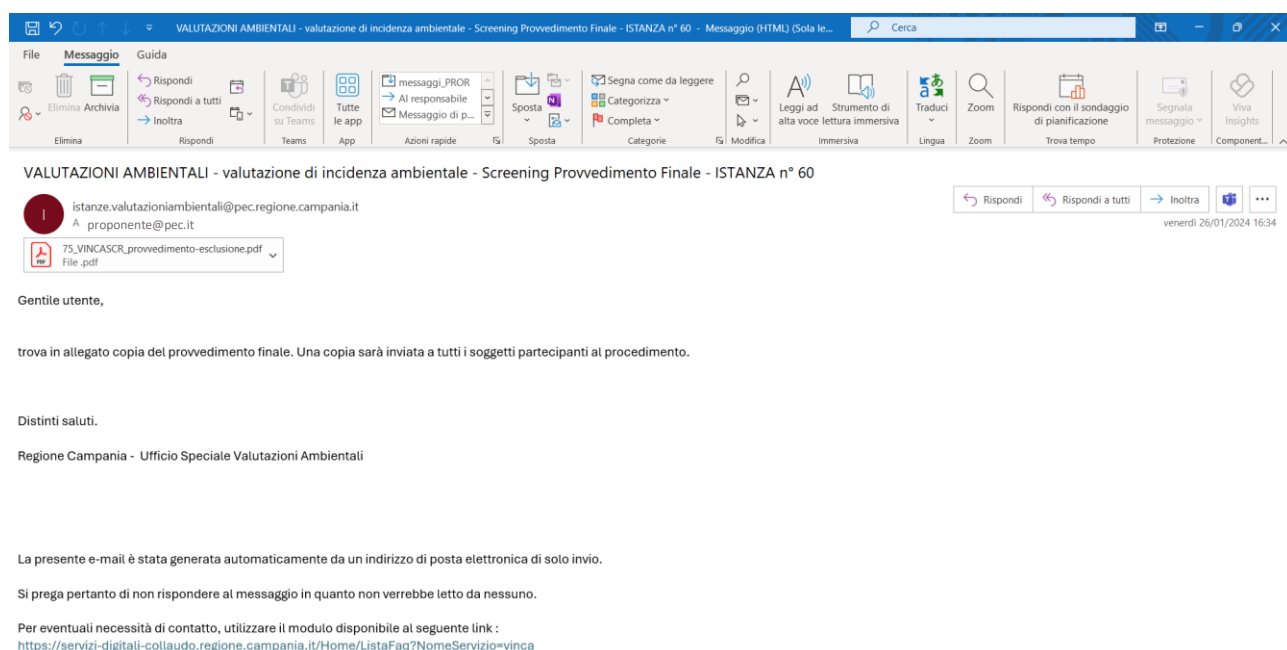 VALUTAZIONI AMBIENTALI - valutazione di incidenza ambientale - Screening Provvedimento Finale - ISTANZA n° 60 - Messaggio (HTML) (Sola le...
Cerca
File Messaggio Guida
Elimina Archivia
Rispondi
Rispondi a tutti
Inoltra
Condividi su Teams
Tutte le app
messaggi_PROR
Al responsabile
Messaggio di p...
Sposta
Segna come da leggere
Categorizza
Completa
Leggi ad alta voce
Strumento di lettura immersiva
Traduci
Zoom
Rispondi con il sondaggio di pianificazione
Segnala messaggio
Viva Insights
Elimina Rispondi Teams App Azioni rapide Sposta Categorie Modifica Immersiva Lingua Zoom Trova tempo Protezione Component...
VALUTAZIONI AMBIENTALI - valutazione di incidenza ambientale - Screening Provvedimento Finale - ISTANZA n° 60
I
istanze.valutazioniambientali@pec.regione.campania.it
A proponente@pec.it
Rispondi Rispondi a tutti Inoltra
venerdì 26/01/2024 16:34
PDF
75_VINCASCR_provvedimento-esclusione.pdf
File .pdf
Gentile utente,
trova in allegato copia del provvedimento finale. Una copia sarà inviata a tutti i soggetti partecipanti al procedimento.
Distinti saluti.
Regione Campania - Ufficio Speciale Valutazioni Ambientali
La presente e-mail è stata generata automaticamente da un indirizzo di posta elettronica di solo invio.
Si prega pertanto di non rispondere al messaggio in quanto non verrebbe letto da nessuno.
Per eventuali necessità di contatto, utilizzare il modulo disponibile al seguente link :
https://servizi-digitali-collaudo.regione.campania.it/Home/ListaFaq?NomeServizio=vinca